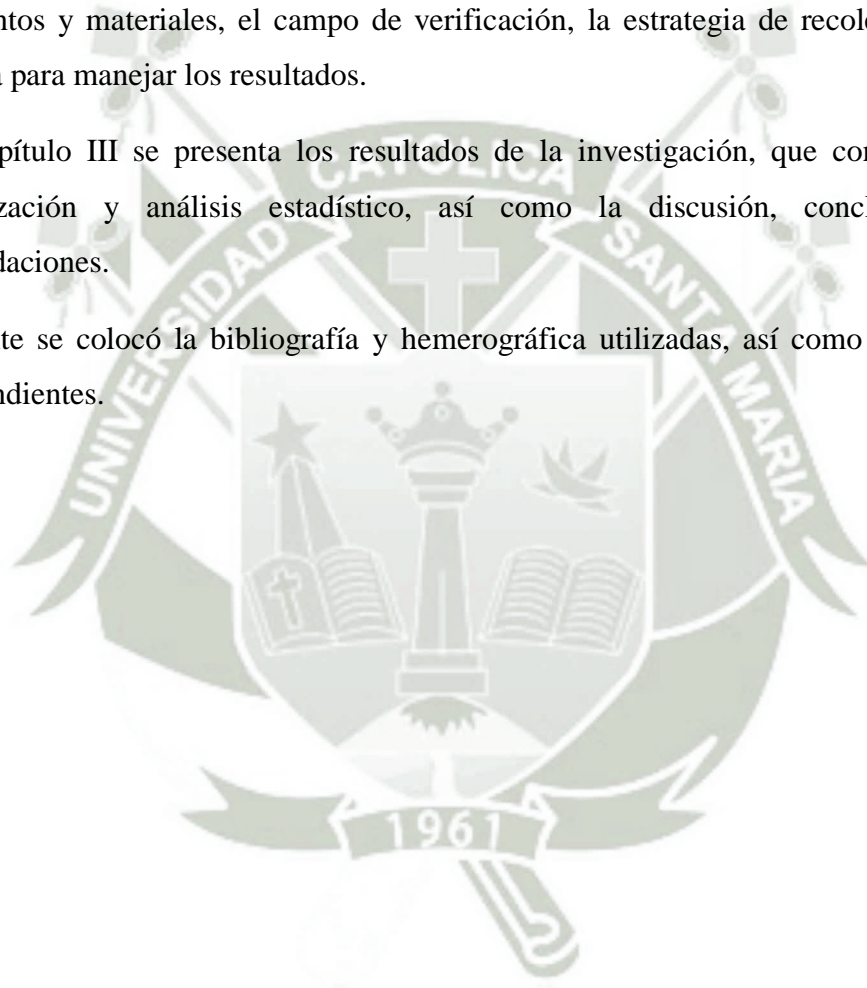 ntos y materiales, el campo de verificación, la estrategia de recole
a para manejar los resultados.
pítulo III se presenta los resultados de la investigación, que con
zación y análisis estadístico, así como la discusión, concl
daciones.
te se colocó la bibliografía y hemerográfica utilizadas, así como
ndientes.
UNIVERSIDAD CATOLICA SANTA MARIA
1961